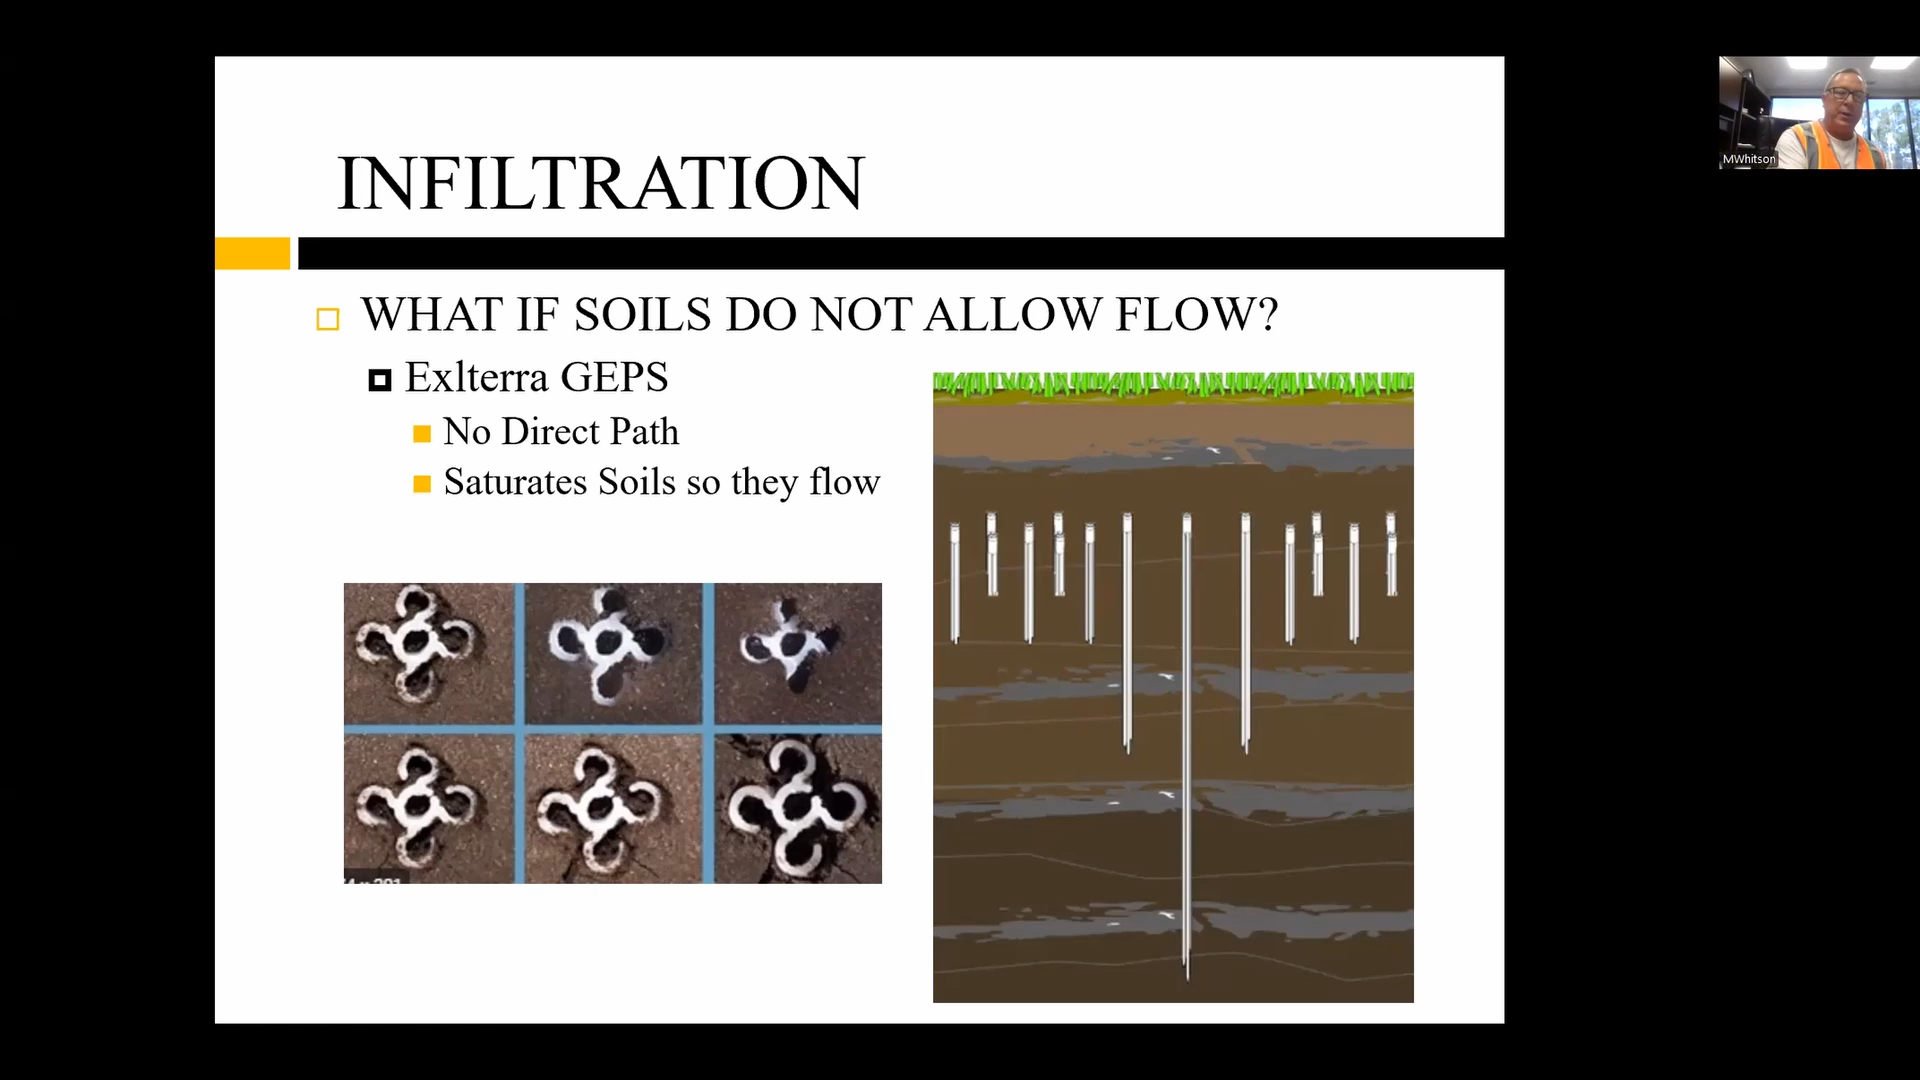 INFILTRATION
MWhitson
WHAT IF SOILS DO NOT ALLOW FLOW?
Exlterra GEPS
No Direct Path
Saturates Soils so they flow